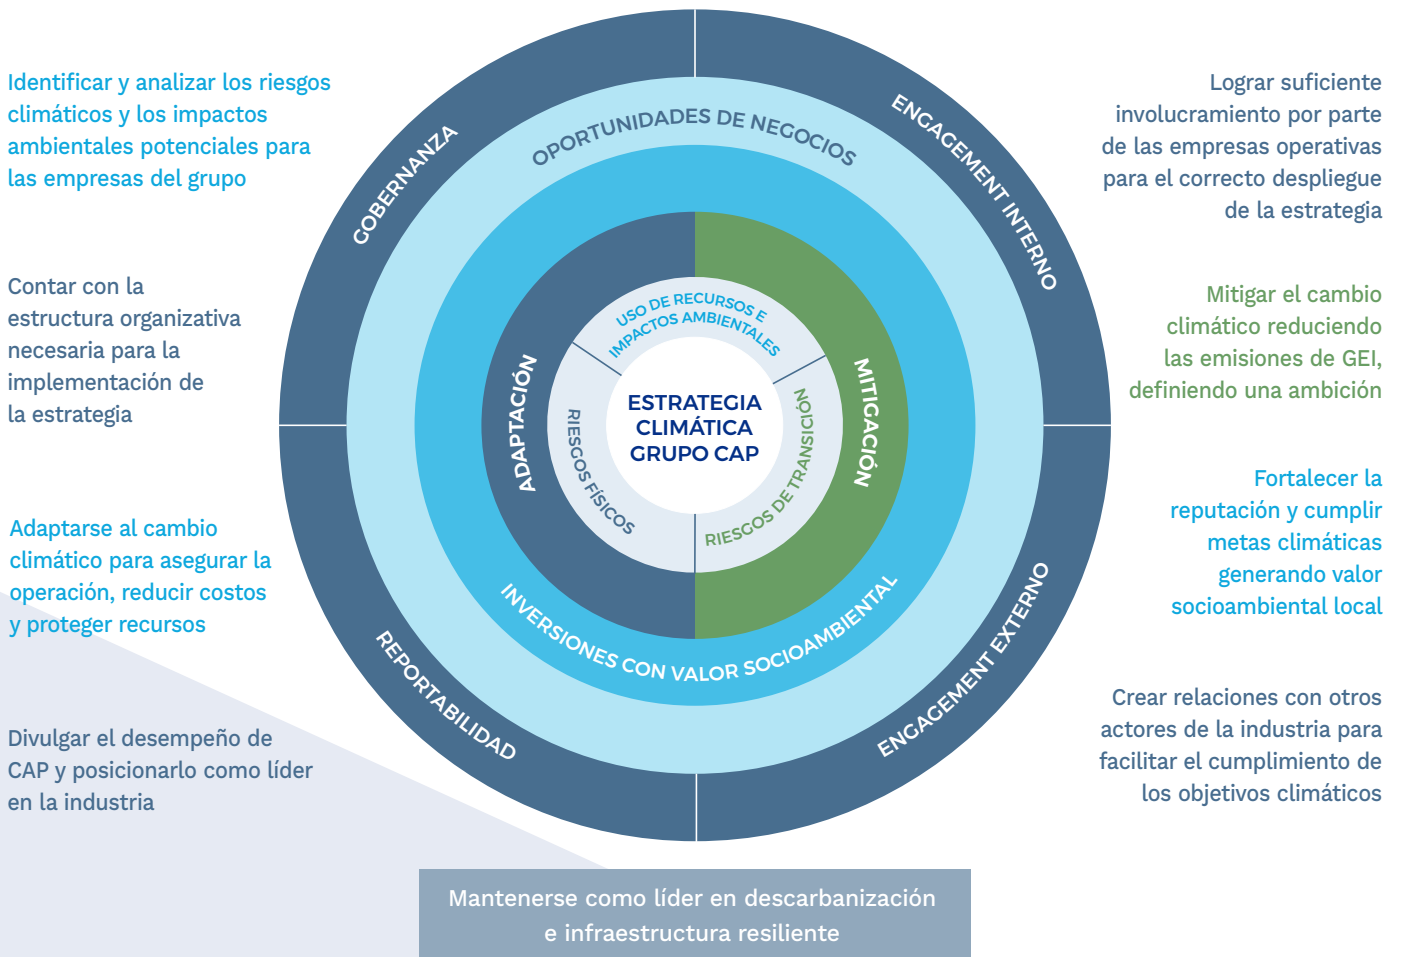 Identificar y analizar los riesgos
climáticos y los impactos
ambientales potenciales para
las empresas del grupo
Contar con la
estructura organizativa
necesaria para la
implementación de
la estrategia
Adaptarse al cambio
climático para asegurar la
operación, reducir costos
y proteger recursos
Divulgar el desempeño de
CAP y posicionarlo como líder
en la industria
GOBERNANZA
ENGAGEMENT INTERNO
REPORTABILIDAD
ENGAGEMENT EXTERNO
OPORTUNIDADES DE NEGOCIOS
INVERSIONES CON VALOR SOCIOAMBIENTAL
ADAPTACIÓN
MITIGACIÓN
USO DE RECURSOS E
IMPACTOS AMBIENTALES
RIESGOS FÍSICOS
RIESGOS DE TRANSICIÓN
ESTRATEGIA
CLIMÁTICA
GRUPO CAP
Lograr suficiente
involucramiento por parte
de las empresas operativas
para el correcto despliegue
de la estrategia
Mitigar el cambio
climático reduciendo
las emisiones de GEI,
definiendo una ambición
Fortalecer la
reputación y cumplir
metas climáticas
generando valor
socioambiental local
Crear relaciones con otros
actores de la industria para
facilitar el cumplimiento de
los objetivos climáticos
Mantenerse como líder en descarbanización
e infraestructura resiliente